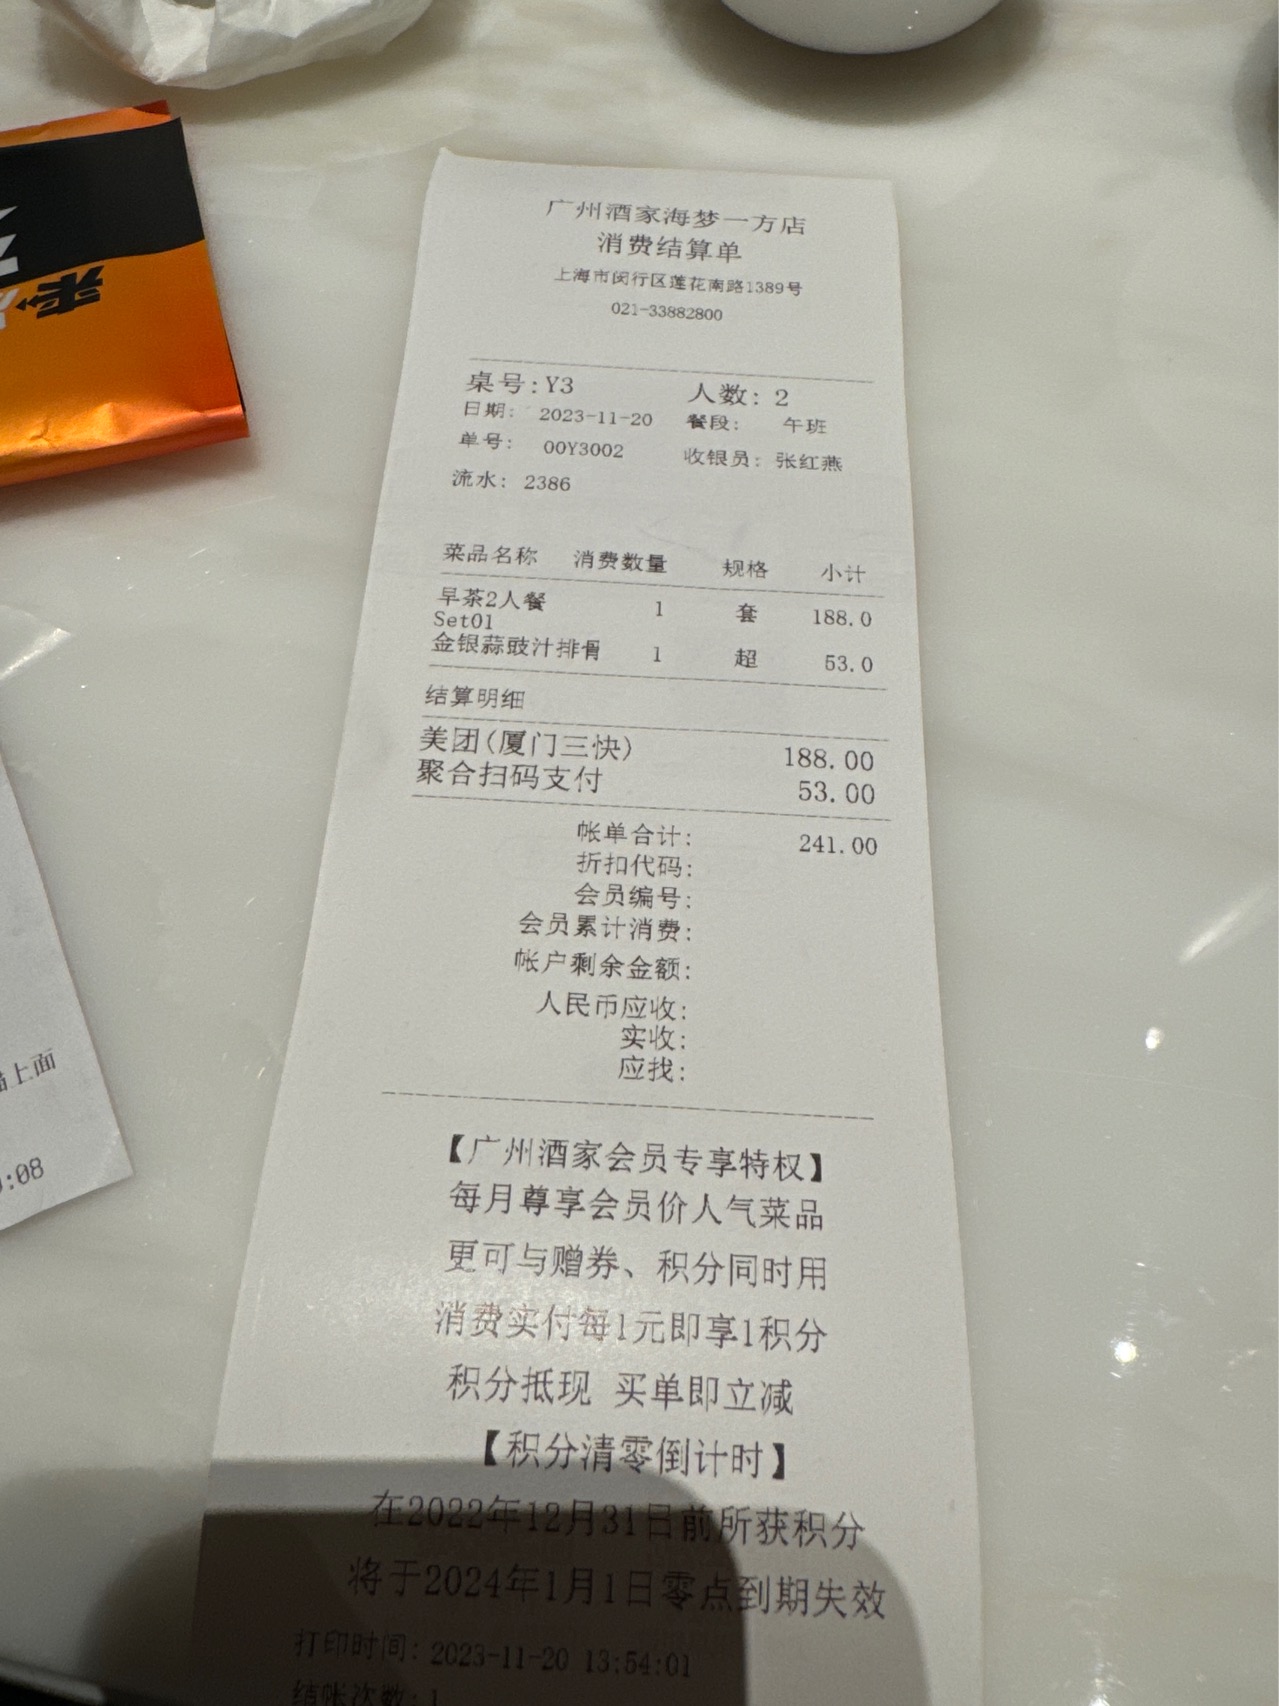 广州酒家海梦一方店
消费结算单
上海市闵行区莲花南路1389号
021-33882800
桌号:Y3 人数: 2
日期: 2023-11-20 餐段: 午班
单号: 00Y3002 收银员: 张红燕
流水: 2386
菜品名称 消费数量 规格 小计
早茶2人餐 1 套 188.0
Set01
金银蒜豉汁排骨 1 超 53.0
结算明细
美团(厦门三快) 188.00
聚合扫码支付 53.00
帐单合计: 241.00
折扣代码:
会员编号:
会员累计消费:
帐户剩余金额:
人民币应收:
实收:
应找:
【广州酒家会员专享特权】
每月尊享会员价人气菜品
更可与赠券、积分同时用
消费实付每1元即享1积分
积分抵现 买单即立减
【积分清零倒计时】
在2022年12月31日前所获积分
将于2024年1月1日零点到期失效
打印时间: 2023-11-20 13:54:01
结帐次数: 1
上面
:08